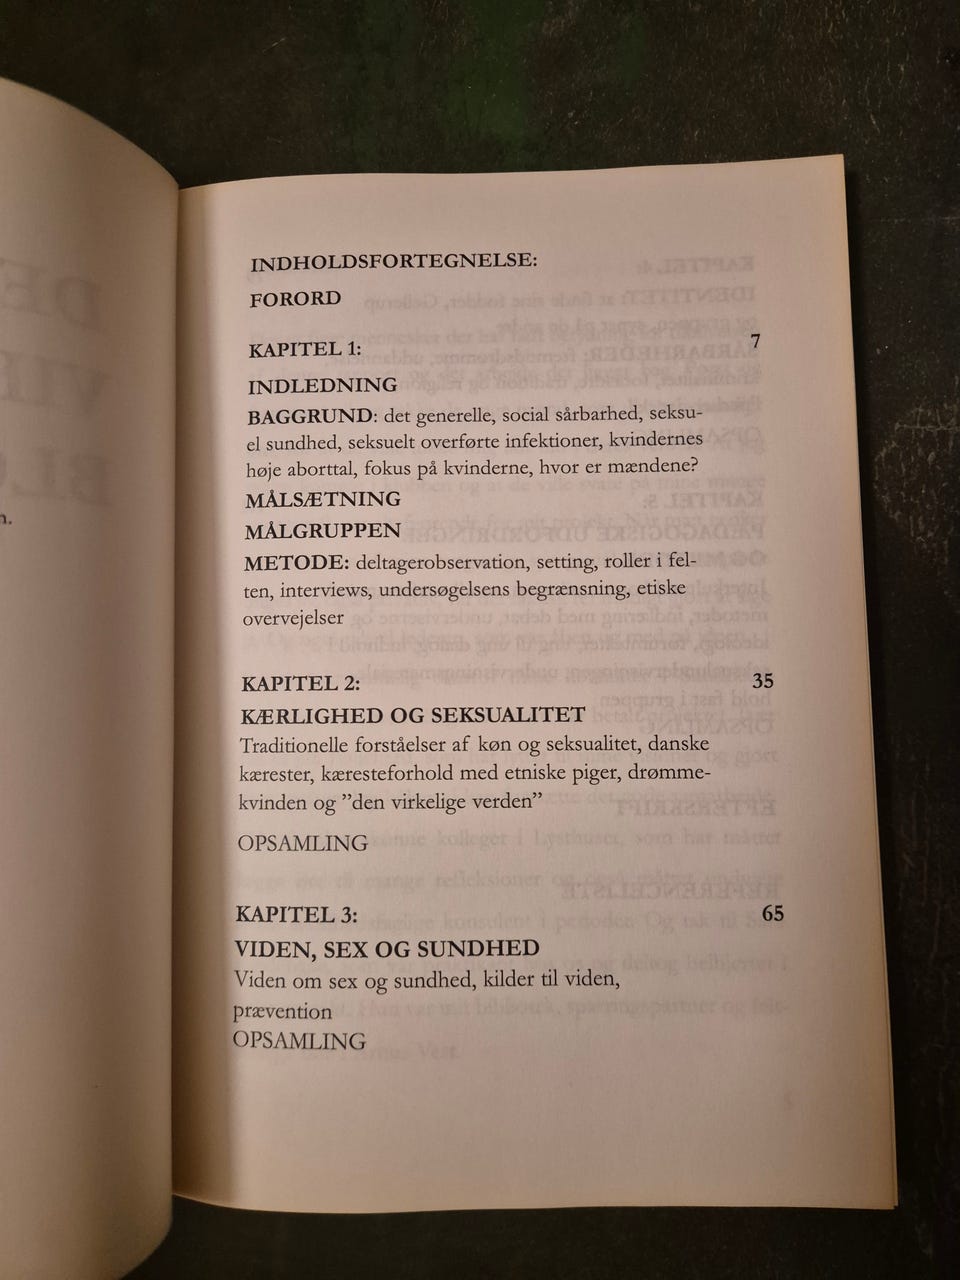 INDHOLDSFORTEGNELSE:
FORORD
KAPITEL 1: 7
INDLEDNING
BAGGRUND: det generelle, social sårbarhed, seksu-
el sundhed, seksuelt overførte infektioner, kvindernes
høje aborttal, fokus på kvinderne, hvor er mændene?
MÅLSÆTNING
MÅLGRUPPEN
METODE: deltagerobservation, setting, roller i fel-
ten, interviews, undersøgelsens begrænsning, etiske
overvejelser
KAPITEL 2: 35
KÆRLIGHED OG SEKSUALITET
Traditionelle forståelser af køn og seksualitet, danske
kærester, kæresteforhold med etniske piger, drømme-
kvinden og ”den virkelige verden”
OPSAMLING
KAPITEL 3: 65
VIDEN, SEX OG SUNDHED
Viden om sex og sundhed, kilder til viden,
prævention
OPSAMLING